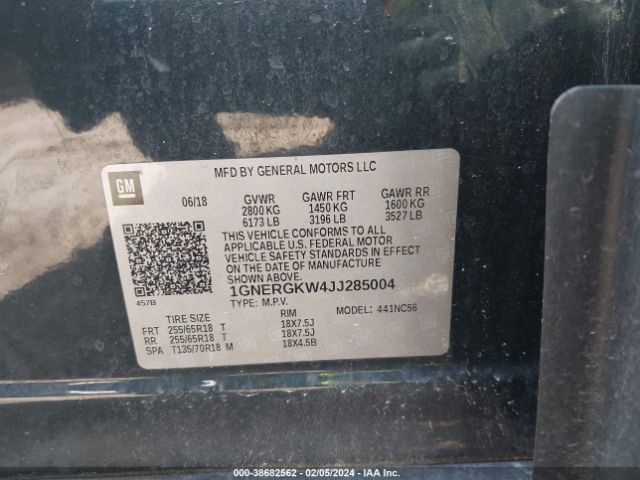 MFD BY GENERAL MOTORS LLC
GM
06/18 GVWR GAWR FRT GAWR RR
2800 KG 1450 KG 1600 KG
6173 LB 3196 LB 3527 LB
THIS VEHICLE CONFORMS TO ALL
APPLICABLE U.S. FEDERAL MOTOR
VEHICLE SAFETY STANDARDS IN EFFECT
ON THE DATE OF MANUFACTURE
SHOWN ABOVE.
1GNERGKW4JJ285004
457B TYPE: M.P.V. MODEL: 441NC56
TIRE SIZE RIM
FRT 255/65R18 T 18X7.5J
RR 255/65R18 T 18X7.5J
SPA T135/70R18 M 18X4.5B
000-38682562 - 02/05/2024 - IAA Inc.